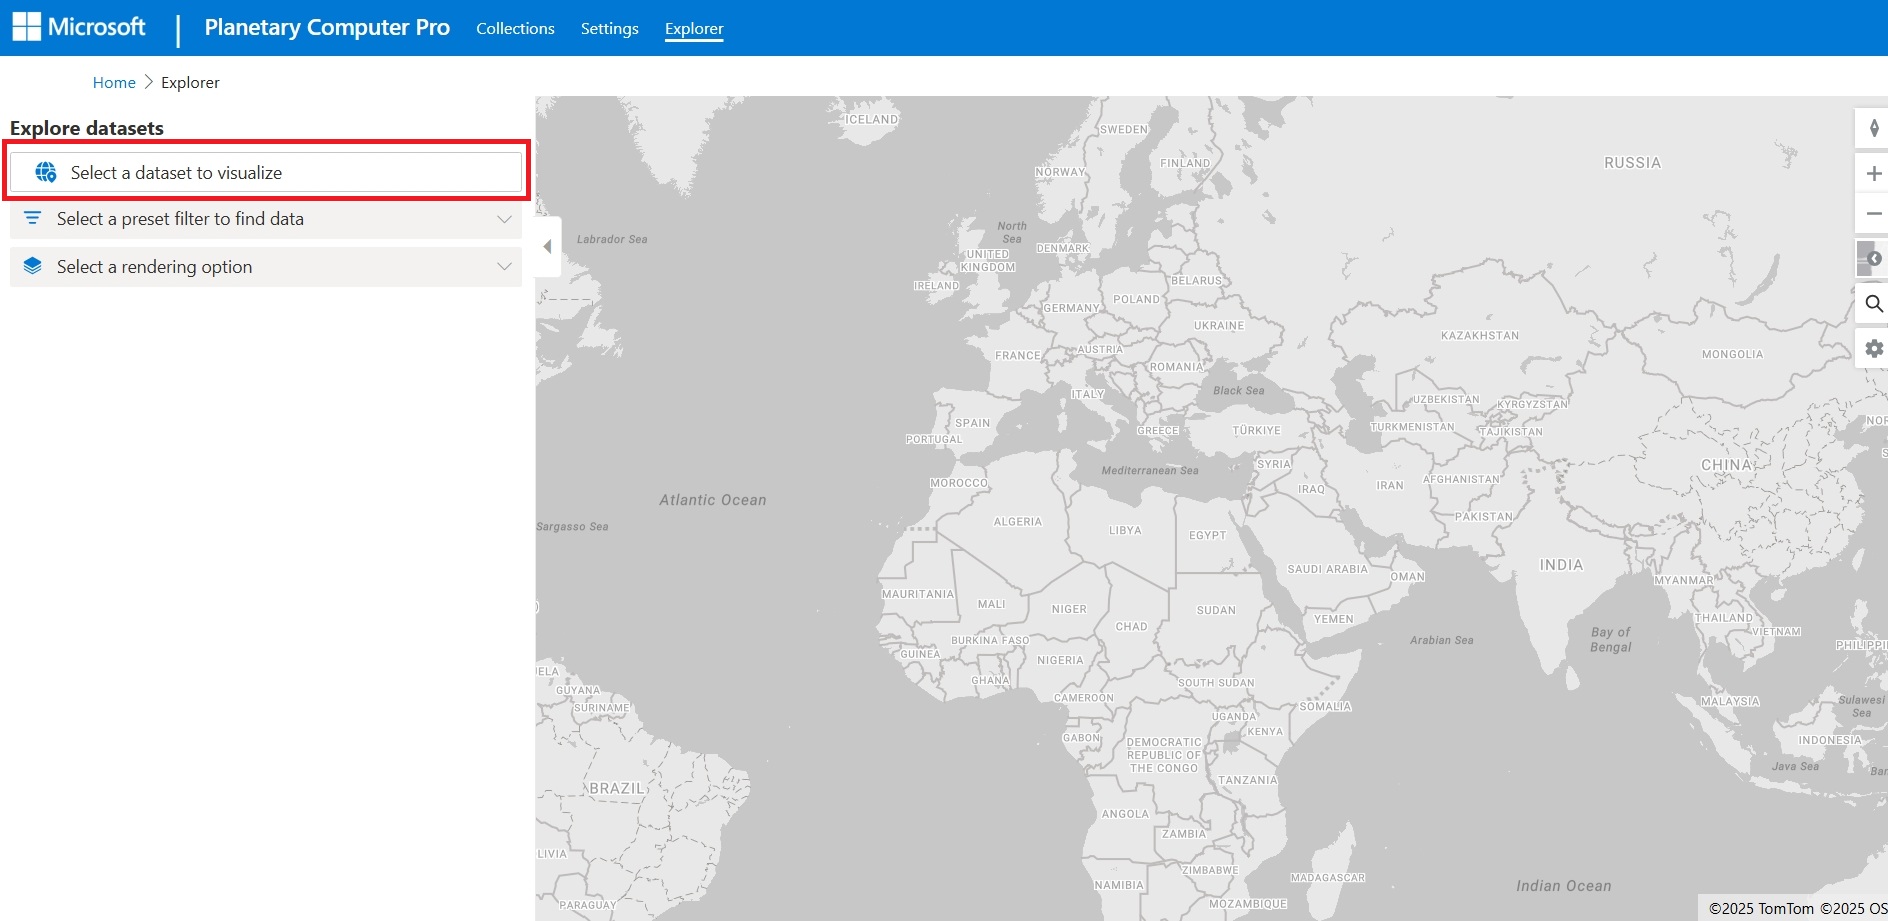 Microsoft
Planetary Computer Pro
Collections
Settings
Explorer
Home > Explorer
Explore datasets
Select a dataset to visualize
Select a preset filter to find data
Select a rendering option
ICELAND
SWEDEN
FINLAND
NORWAY
RUSSIA
Labrador Sea
North
Sea
DENMARK
UNITED
KINGDOM
IRELAND
BELARUS
POLAND
GERMANY
UKRAINE
KAZAKHSTAN
MONGOLIA
FRANCE
AUSTRIA
ROMANIA
ITALY
Black Sea
UZBEKISTAN
KYRGYZSTAN
SPAIN
PORTUGAL
GREECE
TÜRKIYE
TURKMENISTAN
TAJIKISTAN
NOR
CHINA
Mediterranean Sea
SYRIA
MOROCCO
IRAQ
IRAN
AFGHANISTAN
Atlantic Ocean
Sargasso Sea
ALGERIA
LIBYA
EGYPT
PAKISTAN
SAUDI ARABIA
OMAN
INDIA
MYANMAR
MAURITANIA
MALI
NIGER
CHAD
SUDAN
YEMEN
Arabian Sea
Bay of
Bengal
THAILAND
VIETNAM
PHILIPPI
BURKINA FASO
GUINEA
NIGERIA
GHANA
CAMEROON
SOUTH SUDAN
SOMALIA
UELA
GUYANA
SURINAME
MALAYSIA
Sulawesi
Sea
UGANDA
KENYA
GABON
DEMOCRATIC
REPUBLIC OF
THE CONGO
INDONESIA
Java Sea
Ban
TANZANIA
BRAZIL
ANGOLA
ZAMBIA
LIVIA
ZIMBABWE
MADAGASCAR
NAMIBIA
MOZAMBIQUE
PARAGUAY
Indian Ocean
©2025 TomTom ©2025 OS